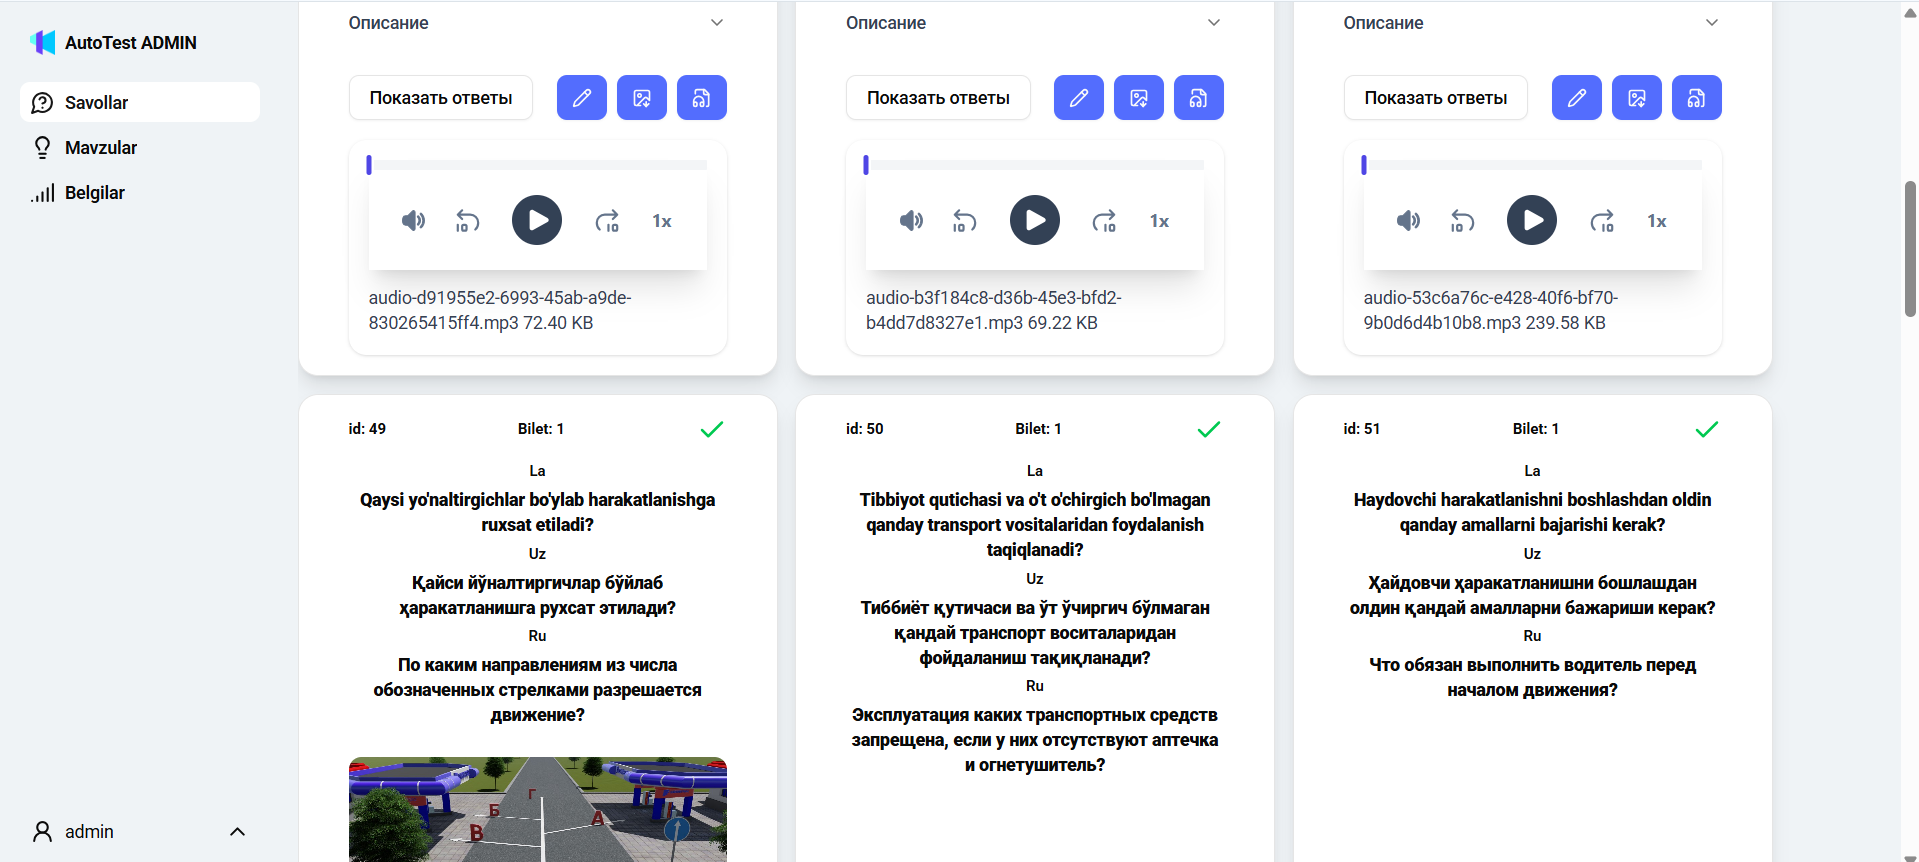 AutoTest ADMIN
Savollar
Mavzular
Belgilar
admin
Описание
Показать ответы
1x
audio-d91955e2-6993-45ab-a9de-
830265415ff4.mp3 72.40 KB
Описание
Показать ответы
1x
audio-b3f184c8-d36b-45e3-bfd2-
b4dd7d8327e1.mp3 69.22 KB
Описание
Показать ответы
1x
audio-53c6a76c-e428-40f6-bf70-
9b0d6d4b10b8.mp3 239.58 KB
id: 49 Bilet: 1
La
Qaysi yo'naltirgichlar bo'ylab harakatlanishga
ruxsat etiladi?
Uz
Қайси йўналтиргичлар бўйлаб
ҳаракатланишга рухсат этилади?
Ru
По каким направлениям из числа
обозначенных стрелками разрешается
движение?
Г
Б
А
В
id: 50 Bilet: 1
La
Tibbiyot qutichasi va o't o'chirgich bo'lmagan
qanday transport vositalaridan foydalanish
taqiqlanadi?
Uz
Тиббиёт қутичаси ва ўт ўчиргич бўлмаган
қандай транспорт воситаларидан
фойдаланиш тақиқланади?
Ru
Эксплуатация каких транспортных средств
запрещена, если у них отсутствуют аптечка
и огнетушитель?
id: 51 Bilet: 1
La
Haydovchi harakatlanishni boshlashdan oldin
qanday amallarni bajarishi kerak?
Uz
Ҳайдовчи ҳаракатланишни бошлашдан
олдин қандай амалларни бажариши керак?
Ru
Что обязан выполнить водитель перед
началом движения?